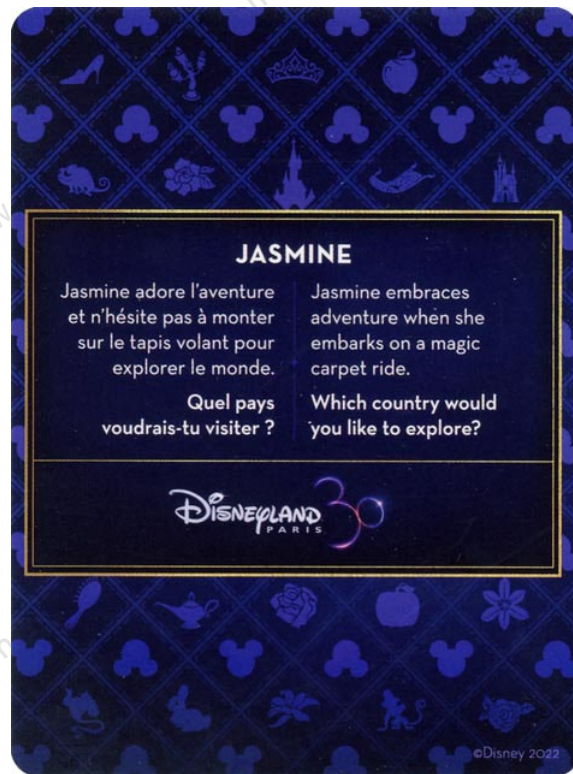 JASMINE
Jasmine adore l'aventure
et n'hésite pas à monter
sur le tapis volant pour
explorer le monde.
Quel pays
voudrais-tu visiter ?
Jasmine embraces
adventure when she
embarks on a magic
carpet ride.
Which country would
you like to explore?
DISNEYLAND 30
PARIS
©Disney 2022